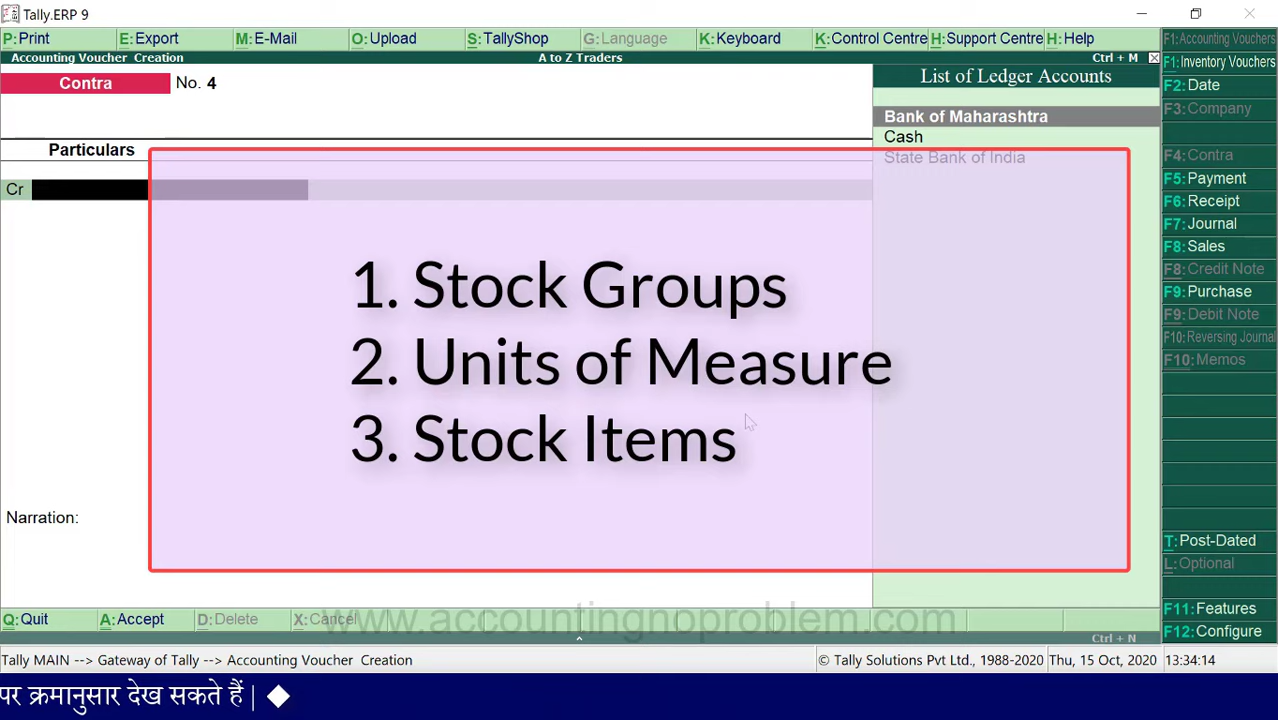 Tally.ERP 9
P: Print E: Export M: E-Mail O: Upload S: TallyShop G: Language K: Keyboard K: Control Centre H: Support Centre H: Help
Accounting Voucher Creation A to Z Traders Ctrl + M
Contra No. 4
Particulars
Cr
List of Ledger Accounts
Bank of Maharashtra
Cash
State Bank of India
1. Stock Groups
2. Units of Measure
3. Stock Items
Narration:
F1: Accounting Vouchers
F1: Inventory Vouchers
F2: Date
F3: Company
F4: Contra
F5: Payment
F6: Receipt
F7: Journal
F8: Sales
F8: Credit Note
F9: Purchase
F9: Debit Note
F10: Reversing Journal
F10: Memos
T: Post-Dated
L: Optional
F11: Features
F12: Configure
Q: Quit A: Accept D: Delete X: Cancel
www.accountingnoproblem.com
Ctrl + N
Tally MAIN --> Gateway of Tally --> Accounting Voucher Creation © Tally Solutions Pvt Ltd., 1988-2020 Thu, 15 Oct, 2020 13:34:14
पर क्रमानुसार देख सकते हैं | ◆